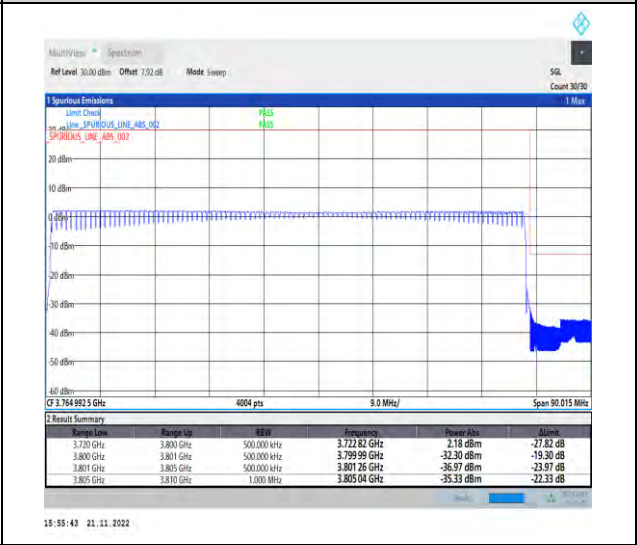 MultiView Spectrum
Ref Level 30.00 dBm Offset 7.92 dB Mode Sweep SGL
Count 30/30
1 Spurious Emissions 1 Max
Limit Check PASS
Line _SPURIOUS_LINE_ABS_002 PASS
_SPURIOUS_LINE_ABS_002
20 dBm
10 dBm
0 dBm
-10 dBm
-20 dBm
-30 dBm
-40 dBm
-50 dBm
-60 dBm
CF 3.764 992 5 GHz 4004 pts 9.0 MHz/ Span 90.015 MHz
2 Result Summary
Range Low Range Up RBW Frequency Power Abs ΔLimit
3.720 GHz 3.800 GHz 500.000 kHz 3.722 82 GHz 2.18 dBm -27.82 dB
3.800 GHz 3.801 GHz 500.000 kHz 3.799 99 GHz -32.30 dBm -19.30 dB
3.801 GHz 3.805 GHz 500.000 kHz 3.801 26 GHz -36.97 dBm -23.97 dB
3.805 GHz 3.810 GHz 1.000 MHz 3.805 04 GHz -35.33 dBm -22.33 dB
15:55:43 21.11.2022